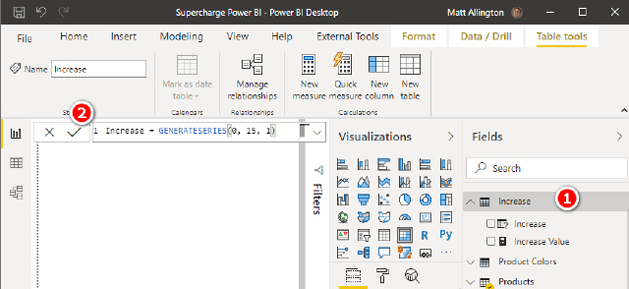 Supercharge Power BI - Power BI Desktop
Matt Allington
File Home Insert Modeling View Help External Tools Format Data / Drill Table tools
Name Increase
Mark as date table
Manage relationships
New measure
Quick measure
New column
New table
Calendars
Relationships
Calculations
2
1 Increase = GENERATESERIES(0, 15, 1)
Filters
Visualizations
R Py
Fields
Search
Increase
1
Increase
Increase Value
Product Colors
Products